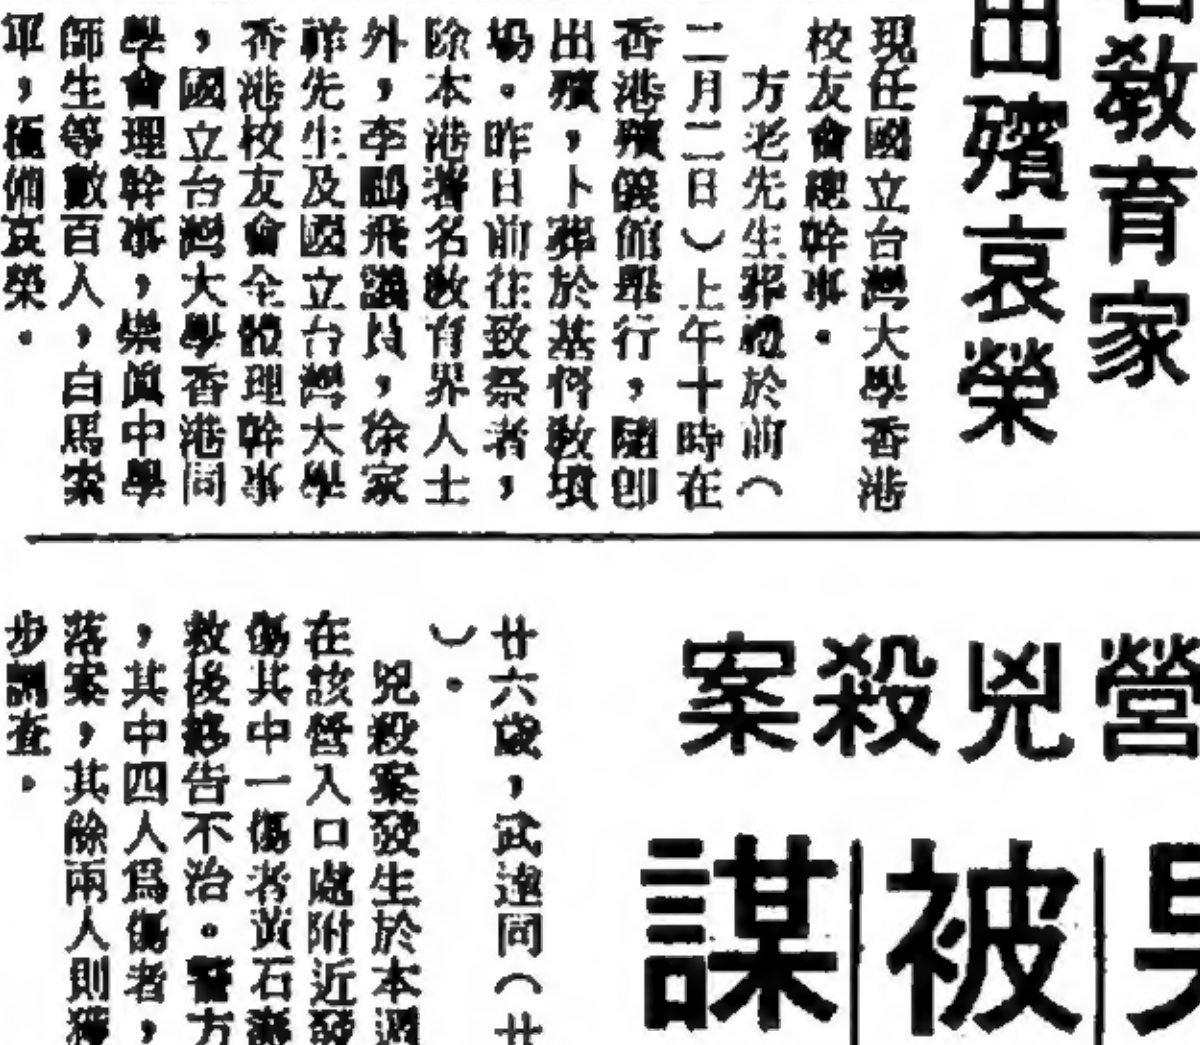 教育家
出殯哀榮
現任國立台灣大學香港
校友會總幹事。
方老先生葬禮於前（
二月二日）上午十時在
香港殯儀館舉行，隨即
出殯，卜葬於基督教墳
場。昨日前往致祭者，
除本港著名教育界人士
外，李鵬飛議員，徐家
祥先生及國立台灣大學
香港校友會全體理幹事
，國立台灣大學香港同
學會理幹事，崇眞中學
師生等數百人，白馬素
車，極備哀榮。
營兇殺案
被謀
廿六歲，武達同（廿
）。
兇殺案發生於本週
在該營入口處附近發
傷其中一傷者黃石
救後終告不治。警方
，其中四人爲傷者，
落案，其餘兩人則獲
步調查。